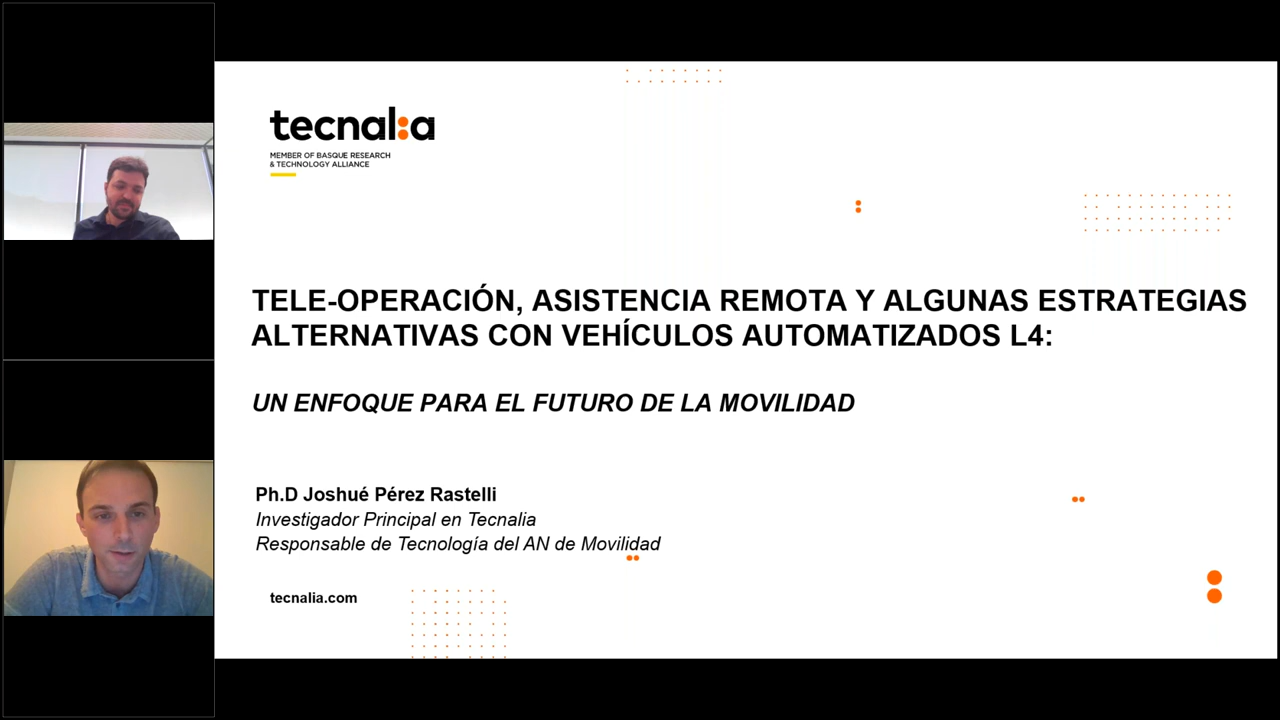 tecnalia
MEMBER OF BASQUE RESEARCH
& TECHNOLOGY ALLIANCE
TELE-OPERACIÓN, ASISTENCIA REMOTA Y ALGUNAS ESTRATEGIAS
ALTERNATIVAS CON VEHÍCULOS AUTOMATIZADOS L4:
UN ENFOQUE PARA EL FUTURO DE LA MOVILIDAD
Ph.D Joshué Pérez Rastelli
Investigador Principal en Tecnalia
Responsable de Tecnología del AN de Movilidad
tecnalia.com